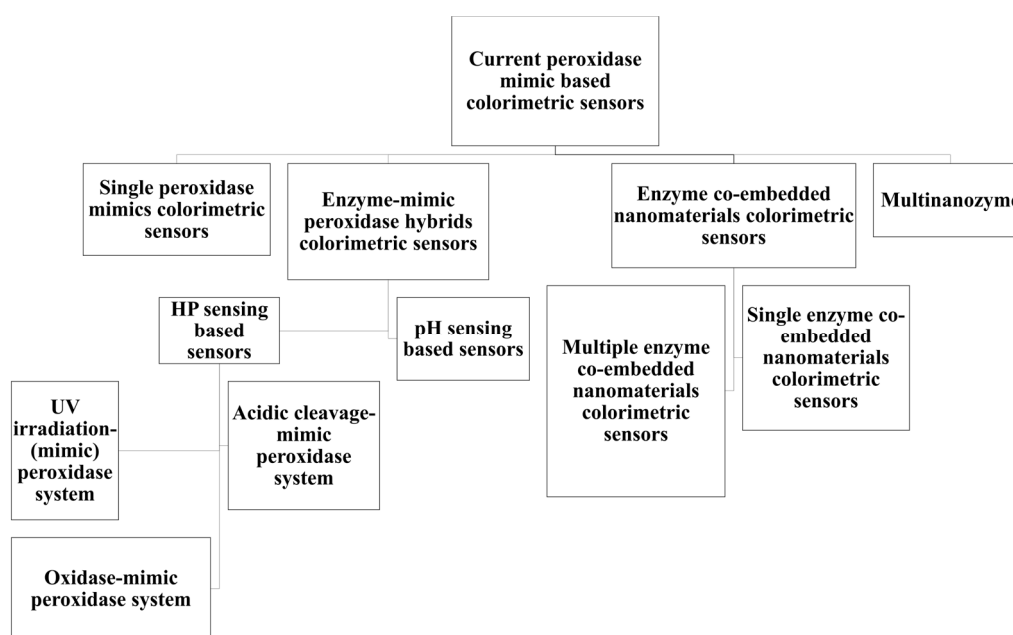 Current peroxidase
mimic based
colorimetric sensors
Single peroxidase
mimics colorimetric
sensors
Enzyme-mimic
peroxidase hybrids
colorimetric sensors
Enzyme co-embedded
nanomaterials colorimetric
sensors
Multinanozyme
HP sensing
based
sensors
pH sensing
based sensors
Multiple enzyme
co-embedded
nanomaterials
colorimetric
sensors
Single enzyme co-
embedded
nanomaterials
colorimetric
sensors
UV
irradiation-
(mimic)
peroxidase
system
Acidic cleavage-
mimic
peroxidase
system
Oxidase-mimic
peroxidase system